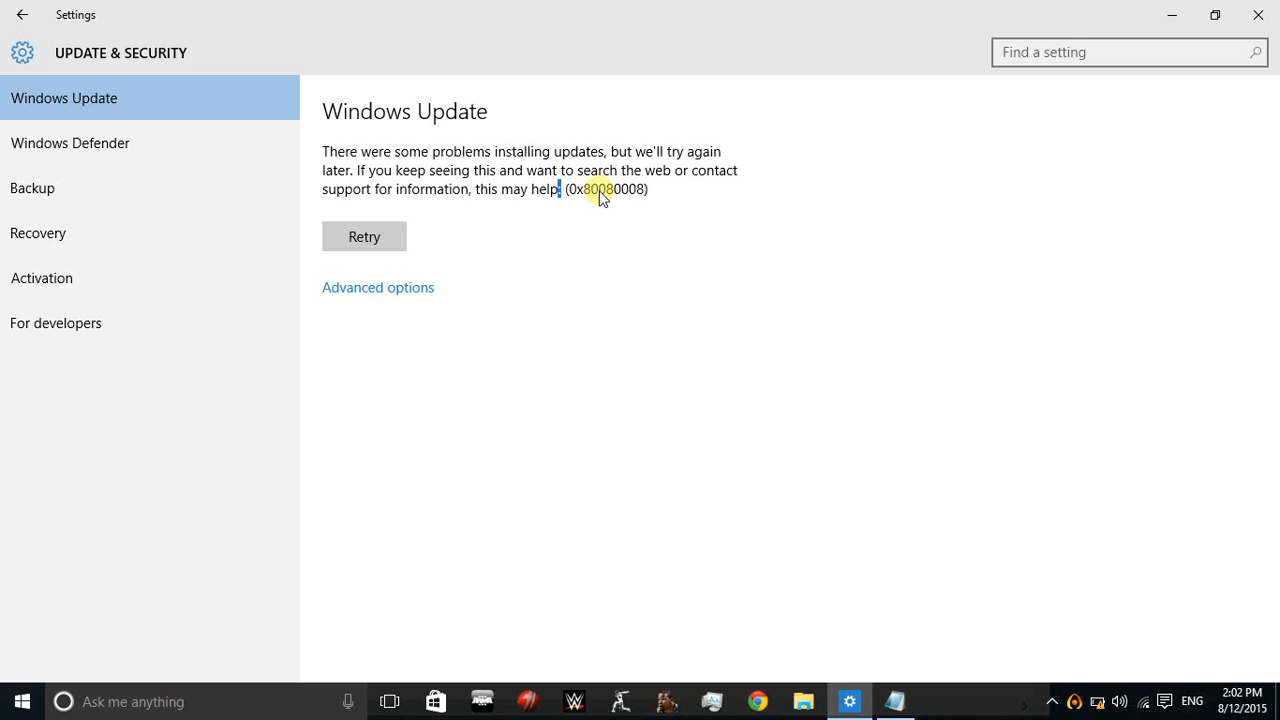 Settings
UPDATE & SECURITY
Find a setting
Windows Update
Windows Defender
Backup
Recovery
Activation
For developers
Windows Update
There were some problems installing updates, but we'll try again
later. If you keep seeing this and want to search the web or contact
support for information, this may help: (0x80080008)
Retry
Advanced options
Ask me anything
W
ENG
2:02 PM
8/12/2015